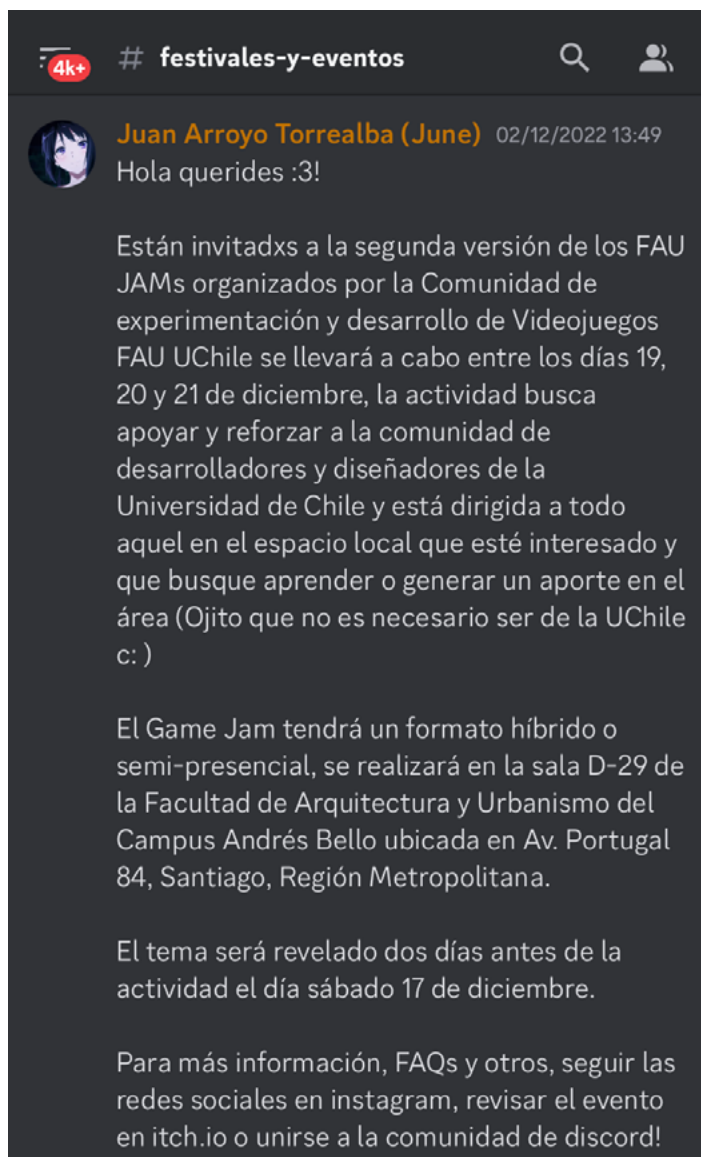 4k+
# festivales-y-eventos
Juan Arroyo Torrealba (June) 02/12/2022 13:49
Hola querides :3!
Están invitadxs a la segunda versión de los FAU
JAMs organizados por la Comunidad de
experimentación y desarrollo de Videojuegos
FAU UChile se llevará a cabo entre los días 19,
20 y 21 de diciembre, la actividad busca
apoyar y reforzar a la comunidad de
desarrolladores y diseñadores de la
Universidad de Chile y está dirigida a todo
aquel en el espacio local que esté interesado y
que busque aprender o generar un aporte en el
área (Ojito que no es necesario ser de la UChile
c: )
El Game Jam tendrá un formato híbrido o
semi-presencial, se realizará en la sala D-29 de
la Facultad de Arquitectura y Urbanismo del
Campus Andrés Bello ubicada en Av. Portugal
84, Santiago, Región Metropolitana.
El tema será revelado dos días antes de la
actividad el día sábado 17 de diciembre.
Para más información, FAQs y otros, seguir las
redes sociales en instagram, revisar el evento
en itch.io o unirse a la comunidad de discord!